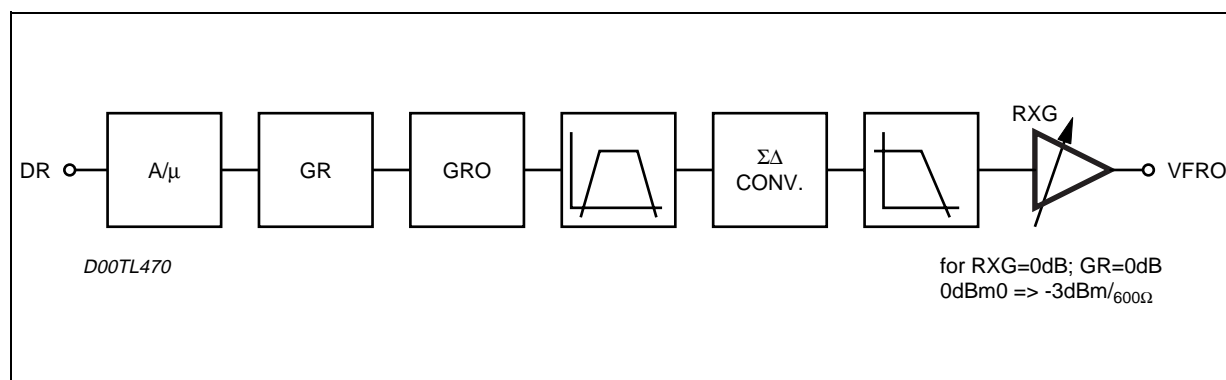 RXG
DR
A/μ
GR
GRO
ΣΔ
CONV.
VFRO
D00TL470
for RXG=0dB; GR=0dB
0dBm0 => -3dBm/600Ω